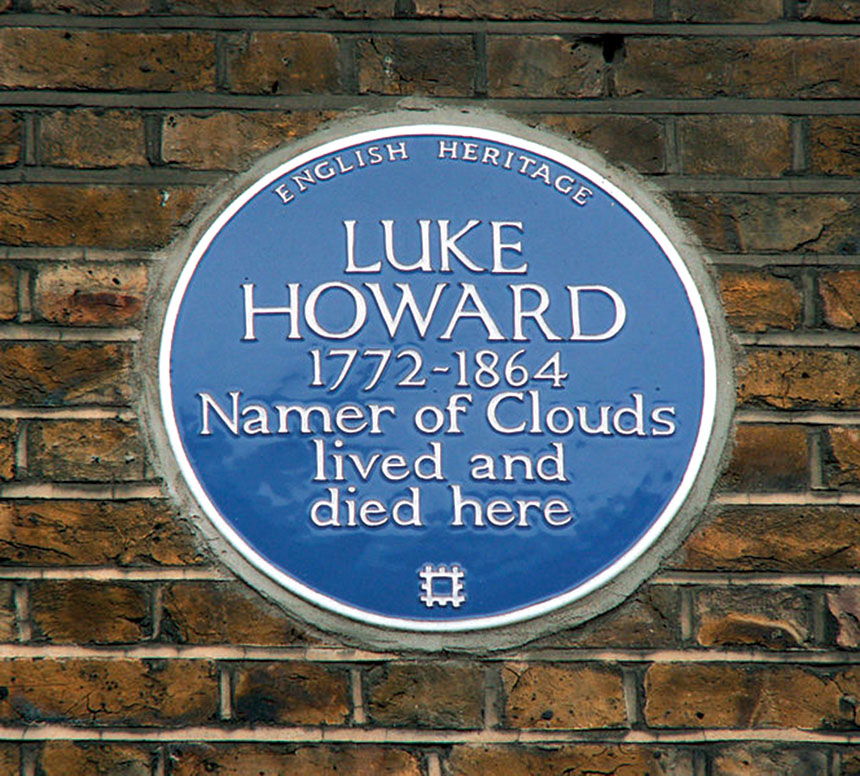 ENGLISH HERITAGE
LUKE
HOWARD
1772-1864
Namer of Clouds
lived and
died here